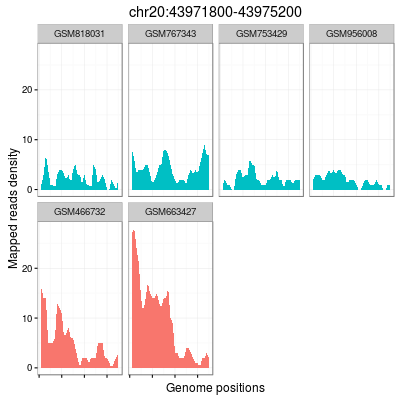 chr20:43971800-43975200
GSM818031 GSM767343 GSM753429 GSM956008
20
10
0
GSM466732 GSM663427
20
10
0
Mapped reads density
Genome positions